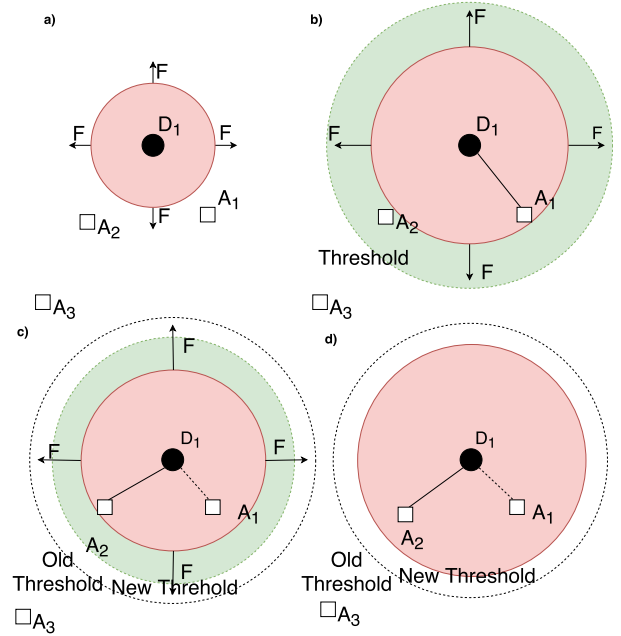 a)
F
D1
F
F
F
A1
A2
A3
b)
F
D1
F
F
A1
A2
Threshold
F
A3
c)
F
D1
F
F
A1
A2
Old
Threshold
New Threhold
F
A3
d)
D1
A1
A2
Old
Threshold
New Threshold
A3